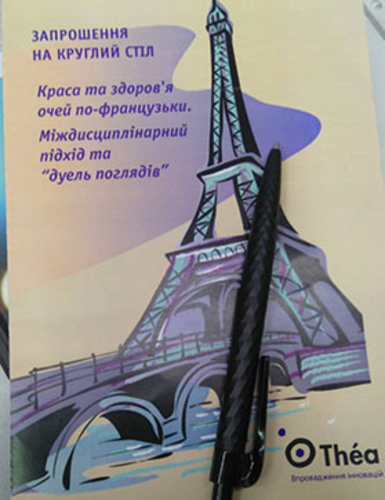 ЗАПРОШЕННЯ
НА КРУГЛИЙ СТІЛ
Краса та здоров'я
очей по-французьки.
Міждисциплінарний
підхід та
“дуель поглядів”
Théa
Впровадження інновацій